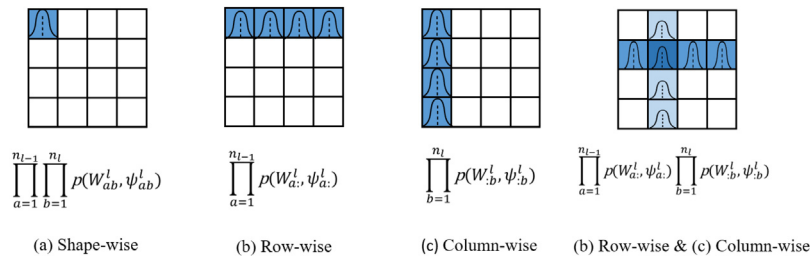 ∏_{a=1}^{n_{l-1}} ∏_{b=1}^{n_l} p(W^l_{ab}, ψ^l_{ab})
∏_{a=1}^{n_{l-1}} p(W^l_{a:}, ψ^l_{a:})
∏_{b=1}^{n_l} p(W^l_{:b}, ψ^l_{:b})
∏_{a=1}^{n_{l-1}} p(W^l_{a:}, ψ^l_{a:}) ∏_{b=1}^{n_l} p(W^l_{:b}, ψ^l_{:b})
(a) Shape-wise
(b) Row-wise
(c) Column-wise
(b) Row-wise & (c) Column-wise